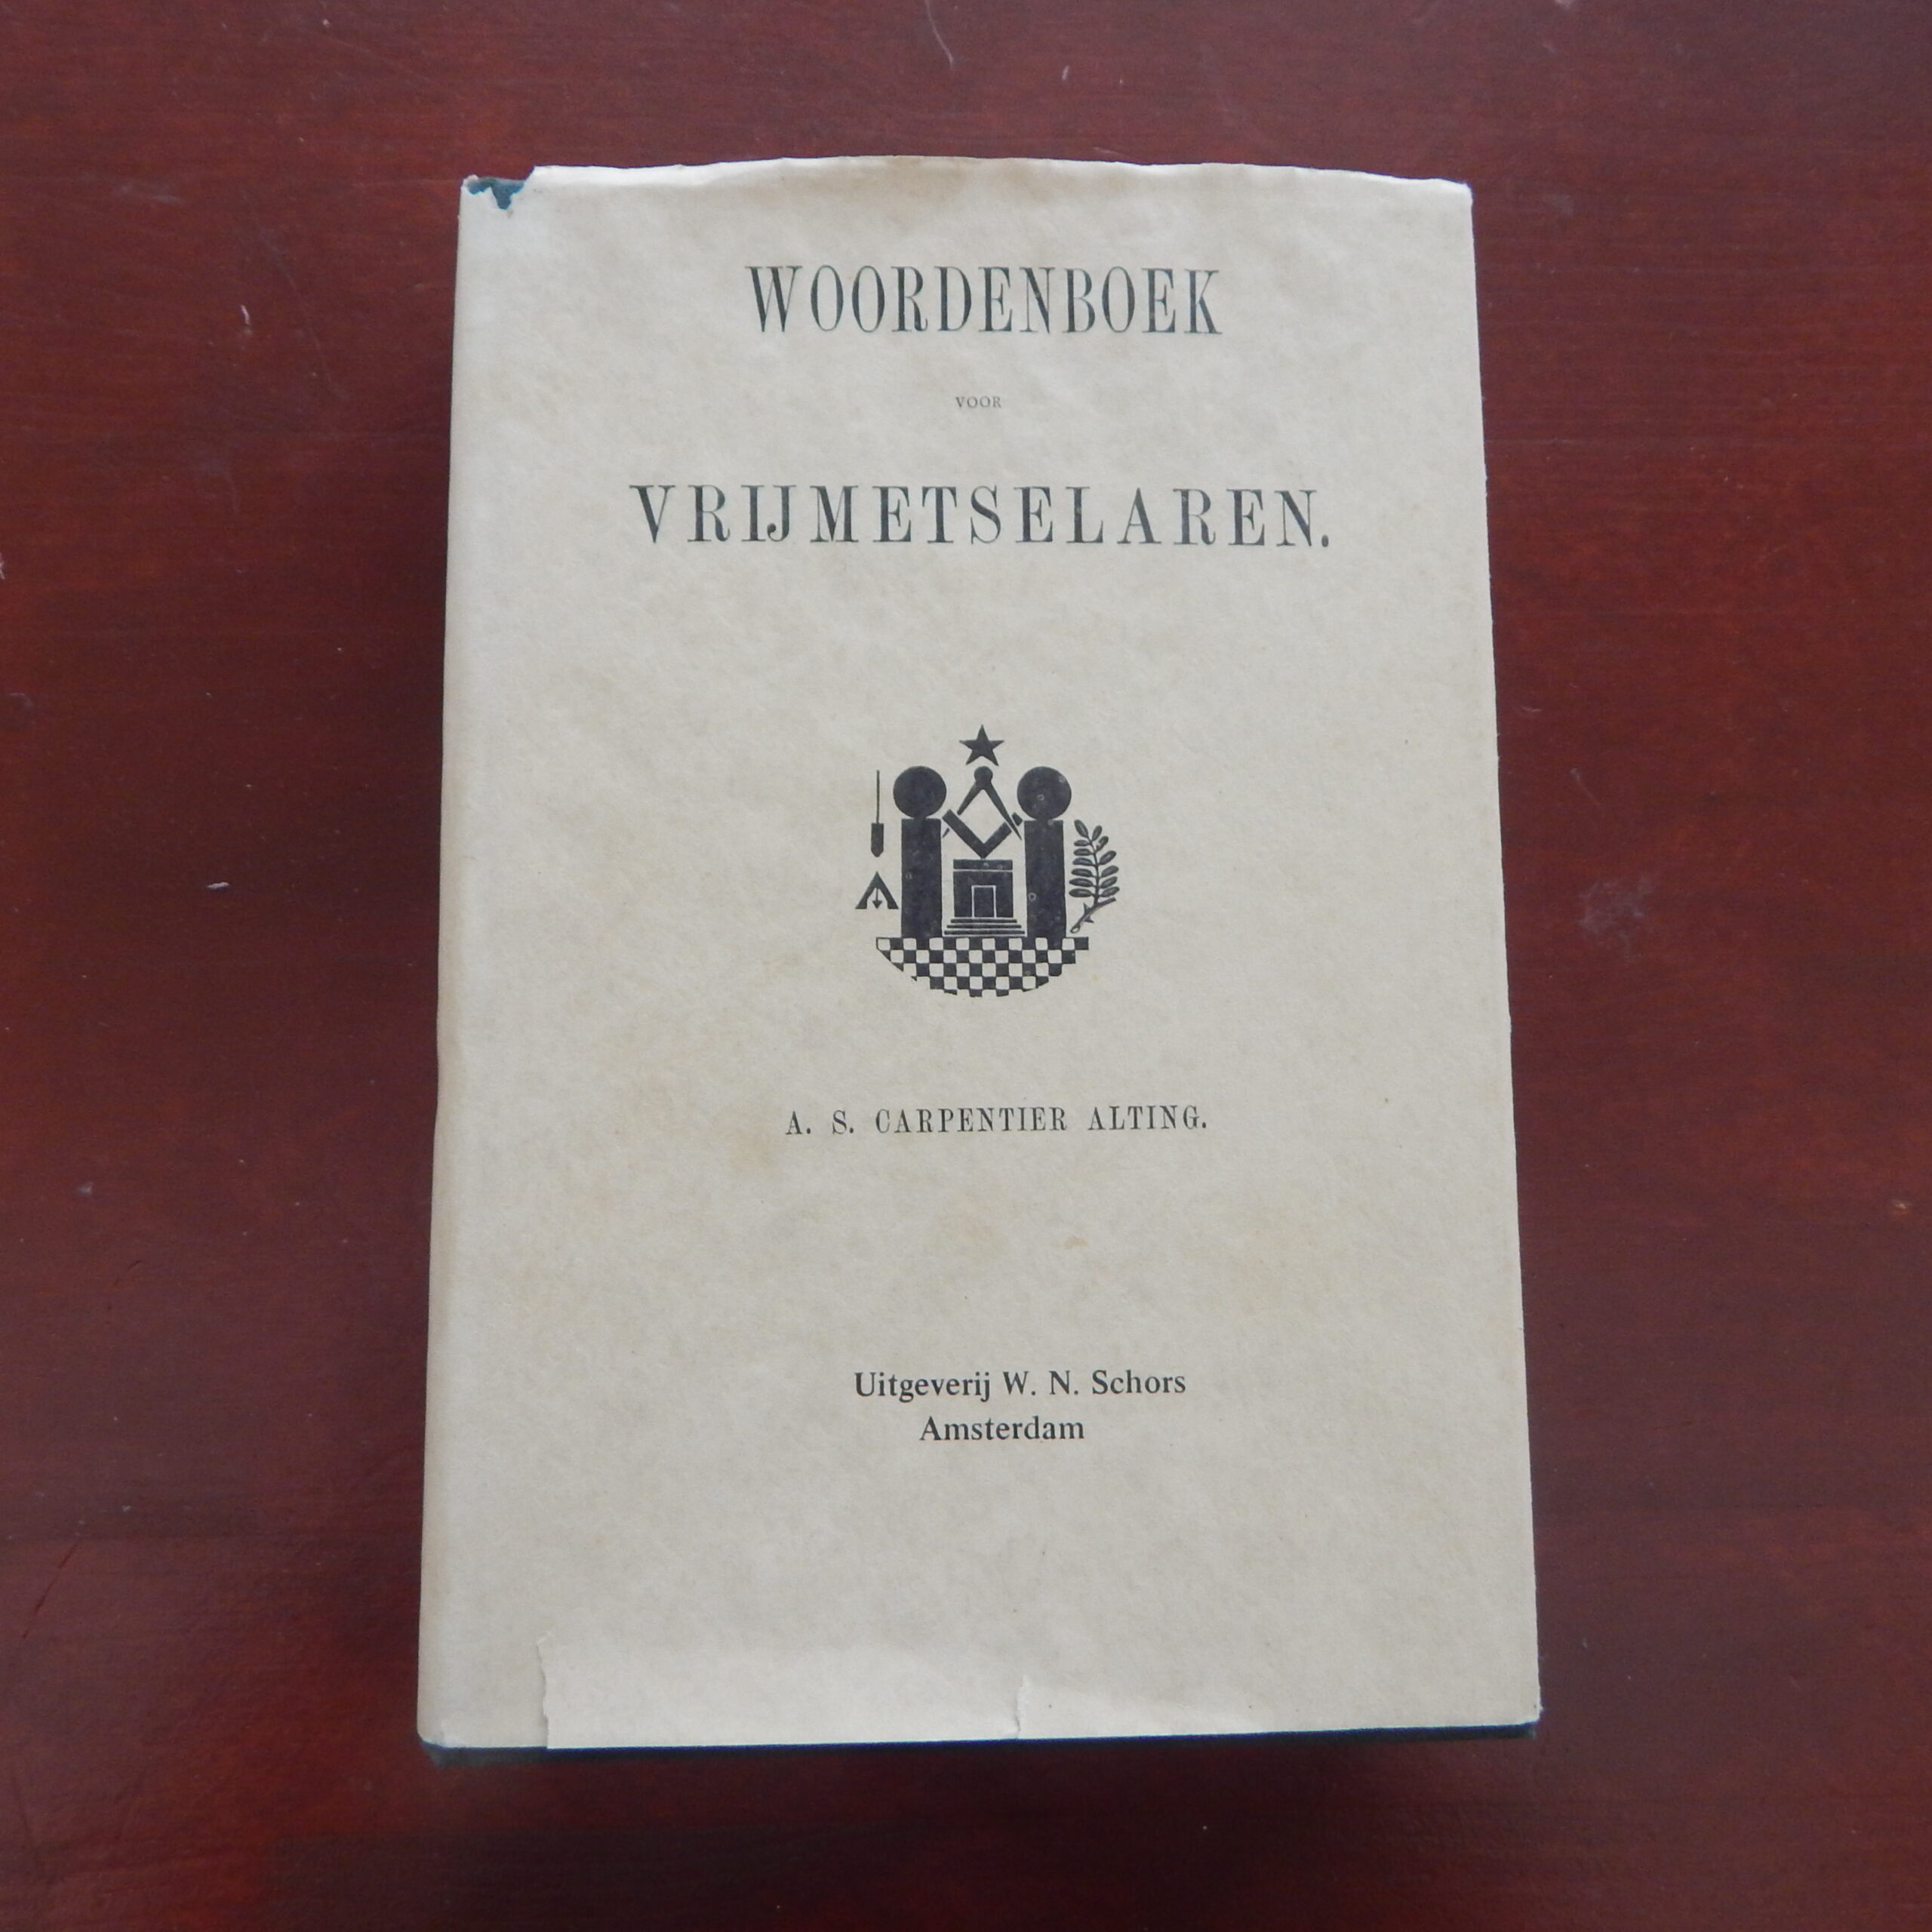 WOORDENBOEK
VOOR
VRIJMETSELAREN.
A. S. CARPENTIER ALTING.
Uitgeverij W. N. Schors
Amsterdam